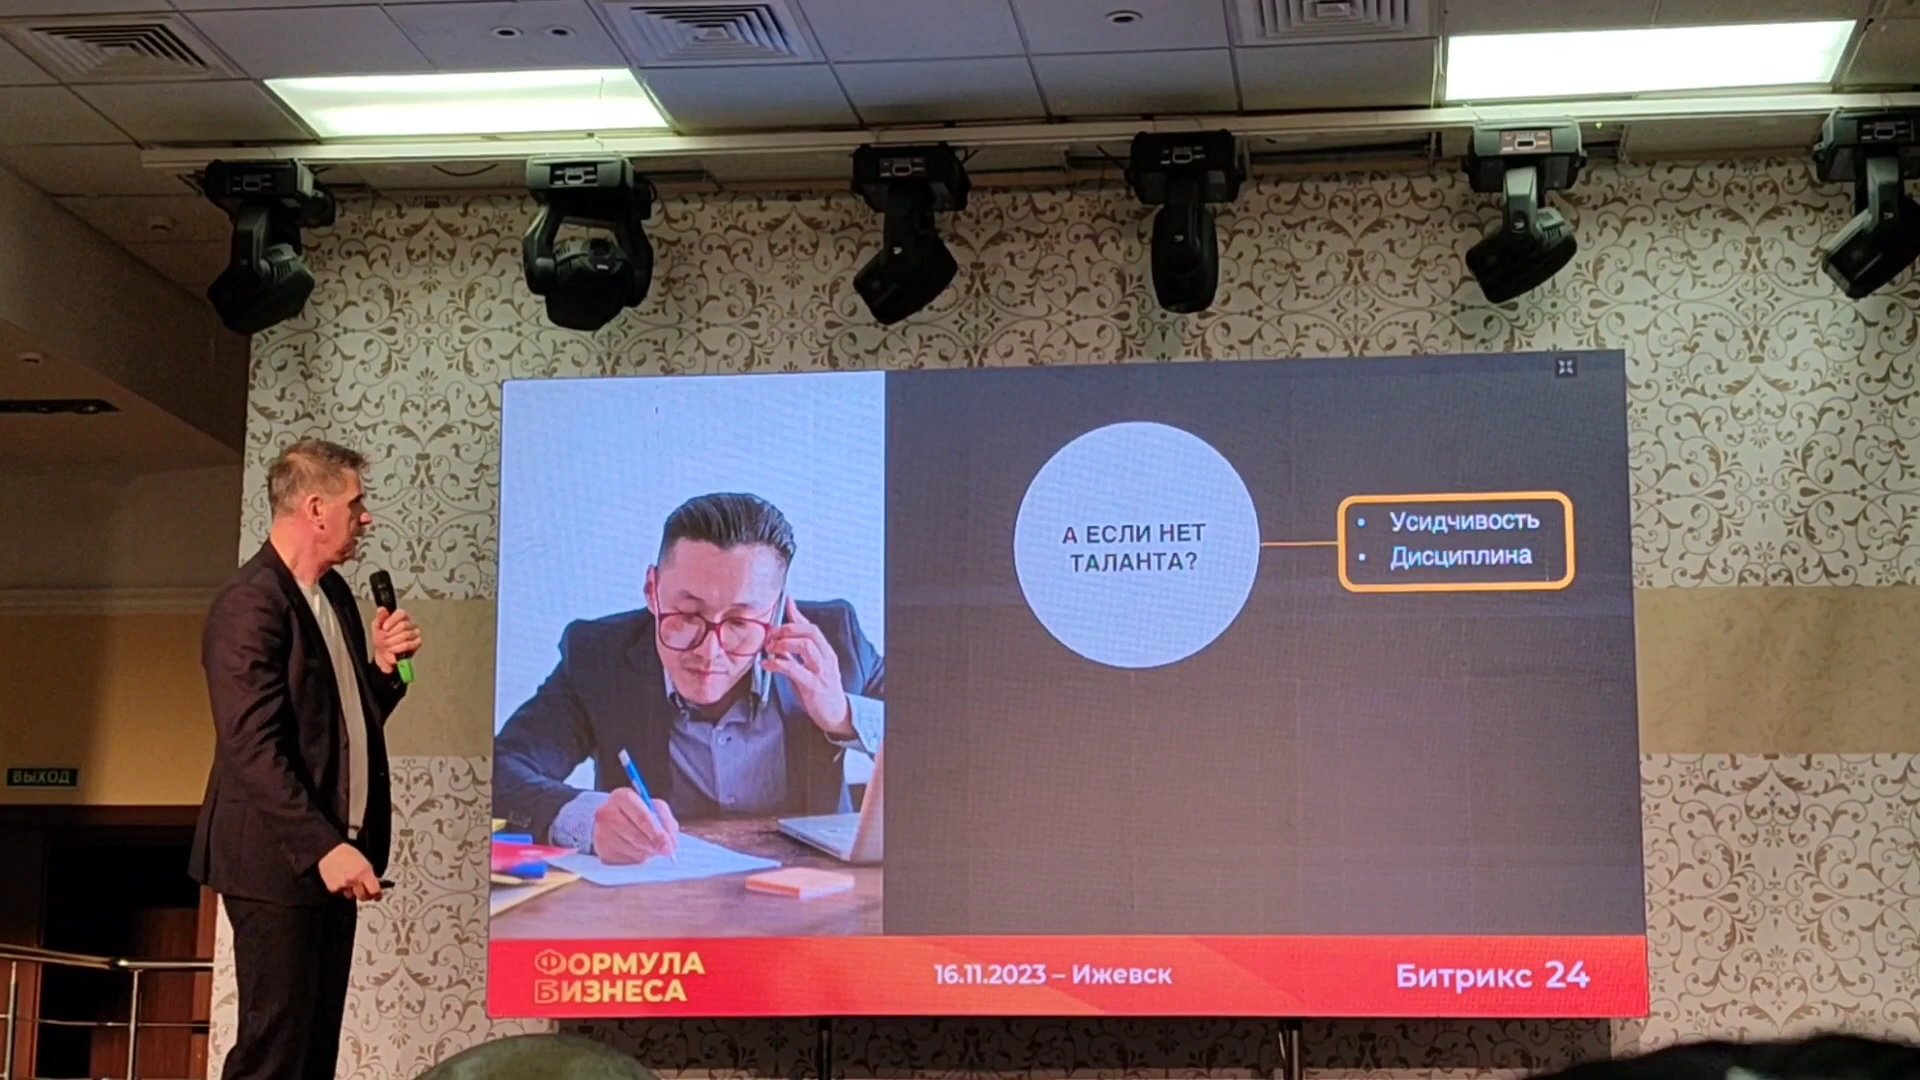 А ЕСЛИ НЕТ
ТАЛАНТА?
• Усидчивость
• Дисциплина
ВЫХОД
ФОРМУЛА
БИЗНЕСА
16.11.2023 – Ижевск
Битрикс 24